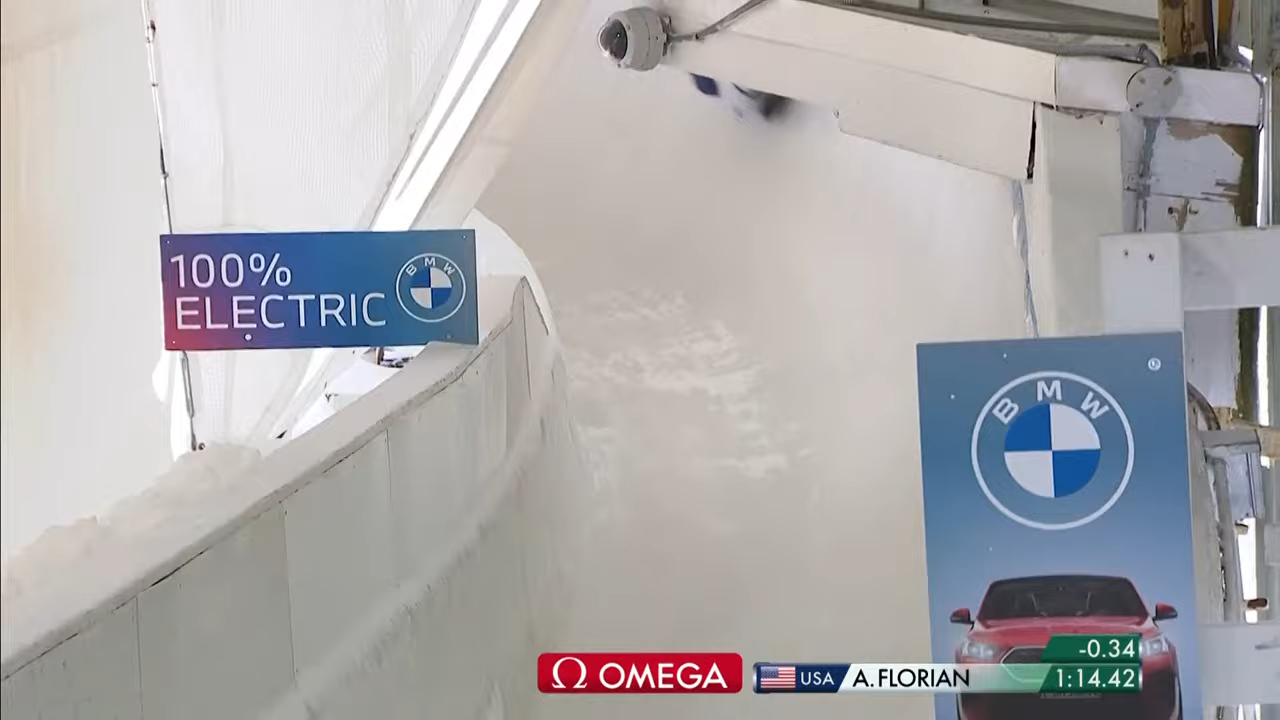 100%
ELECTRIC
BMW
BMW
-0.34
Ω OMEGA
USA A.FLORIAN 1:14.42